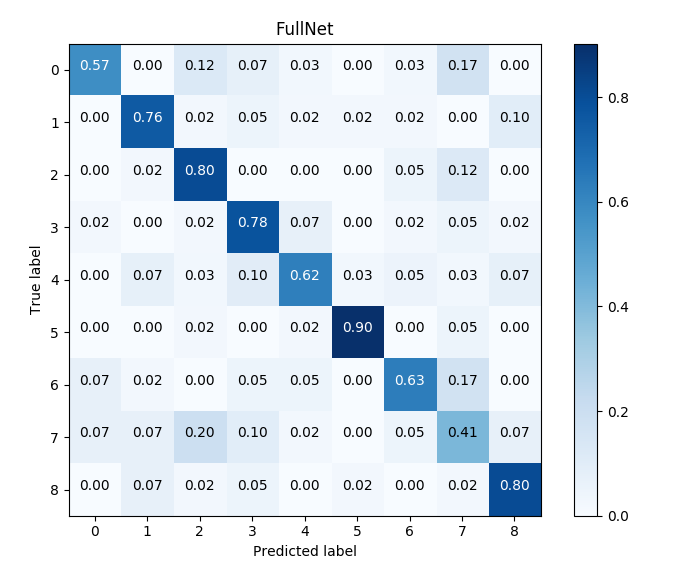 FullNet
0 0.57 0.00 0.12 0.07 0.03 0.00 0.03 0.17 0.00
1 0.00 0.76 0.02 0.05 0.02 0.02 0.02 0.00 0.10
2 0.00 0.02 0.80 0.00 0.00 0.00 0.05 0.12 0.00
3 0.02 0.00 0.02 0.78 0.07 0.00 0.02 0.05 0.02
4 0.00 0.07 0.03 0.10 0.62 0.03 0.05 0.03 0.07
5 0.00 0.00 0.02 0.00 0.02 0.90 0.00 0.05 0.00
6 0.07 0.02 0.00 0.05 0.05 0.00 0.63 0.17 0.00
7 0.07 0.07 0.20 0.10 0.02 0.00 0.05 0.41 0.07
8 0.00 0.07 0.02 0.05 0.00 0.02 0.00 0.02 0.80
0 1 2 3 4 5 6 7 8
Predicted label
True label
0.8
0.6
0.4
0.2
0.0